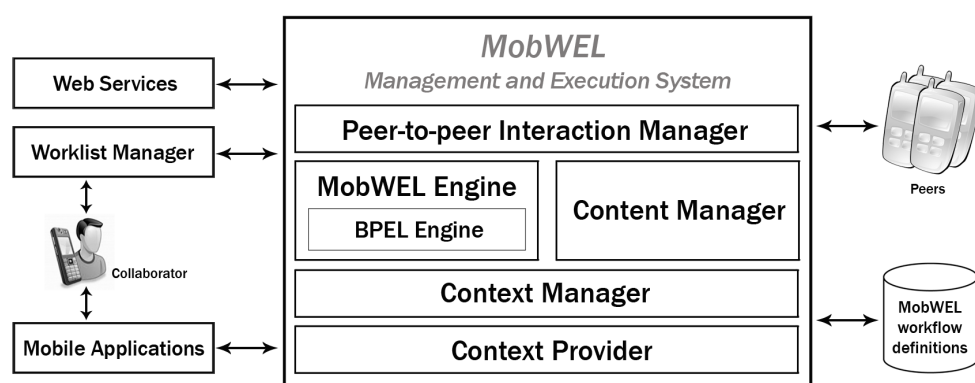 MobWEL
Management and Execution System
Web Services
Peer-to-peer Interaction Manager
Worklist Manager
MobWEL Engine
BPEL Engine
Content Manager
Peers
Collaborator
Context Manager
MobWEL
workflow
definitions
Mobile Applications
Context Provider